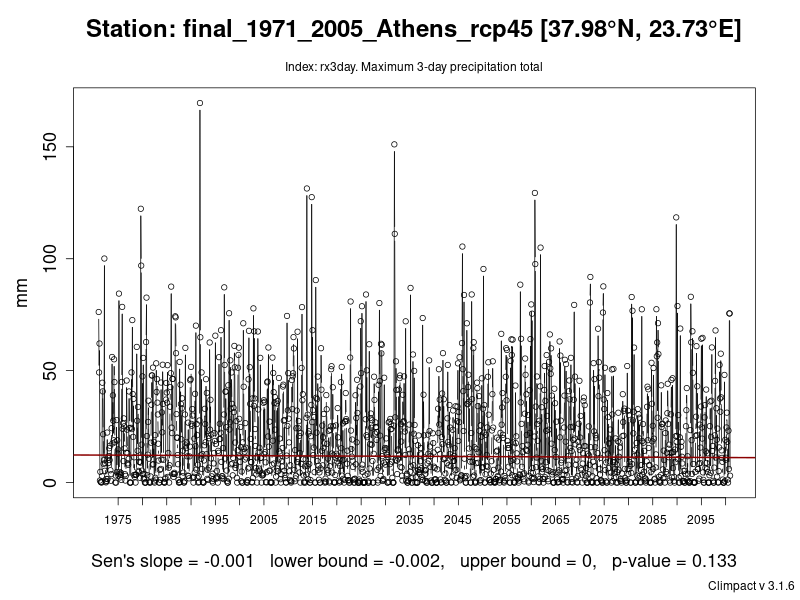 Station: final_1971_2005_Athens_rcp45 [37.98°N, 23.73°E]
Index: rx3day. Maximum 3-day precipitation total
150
100
50
0
mm
1975 1985 1995 2005 2015 2025 2035 2045 2055 2065 2075 2085 2095
Sen's slope = -0.001 lower bound = -0.002, upper bound = 0, p-value = 0.133
Climpact v 3.1.6